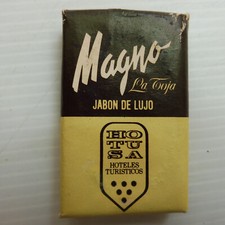 Magno
La Toja
JABON DE LUJO
HO
TU
SA
HOTELES
TURISTICOS